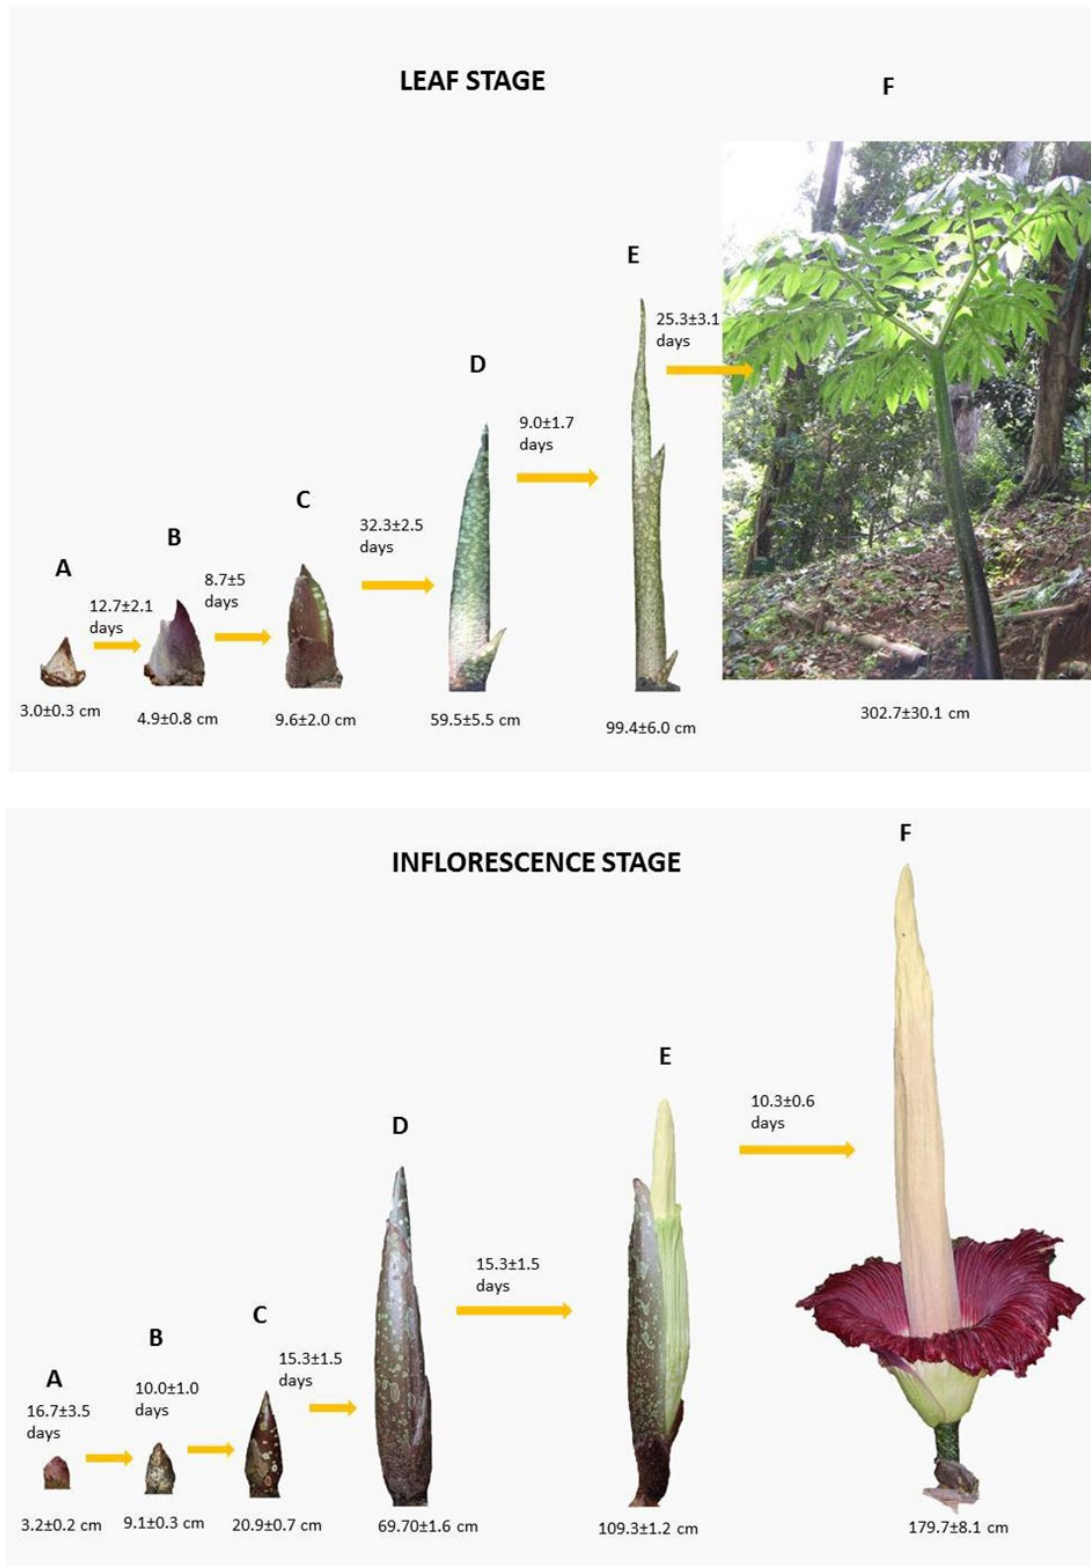 LEAF STAGE
F
E
25.3±3.1
days
D
9.0±1.7
days
C
32.3±2.5
days
B
8.7±5
days
A
12.7±2.1
days
3.0±0.3 cm
4.9±0.8 cm
9.6±2.0 cm
59.5±5.5 cm
99.4±6.0 cm
302.7±30.1 cm
INFLORESCENCE STAGE
F
E
10.3±0.6
days
D
15.3±1.5
days
C
15.3±1.5
days
B
10.0±1.0
days
A
16.7±3.5
days
3.2±0.2 cm
9.1±0.3 cm
20.9±0.7 cm
69.70±1.6 cm
109.3±1.2 cm
179.7±8.1 cm